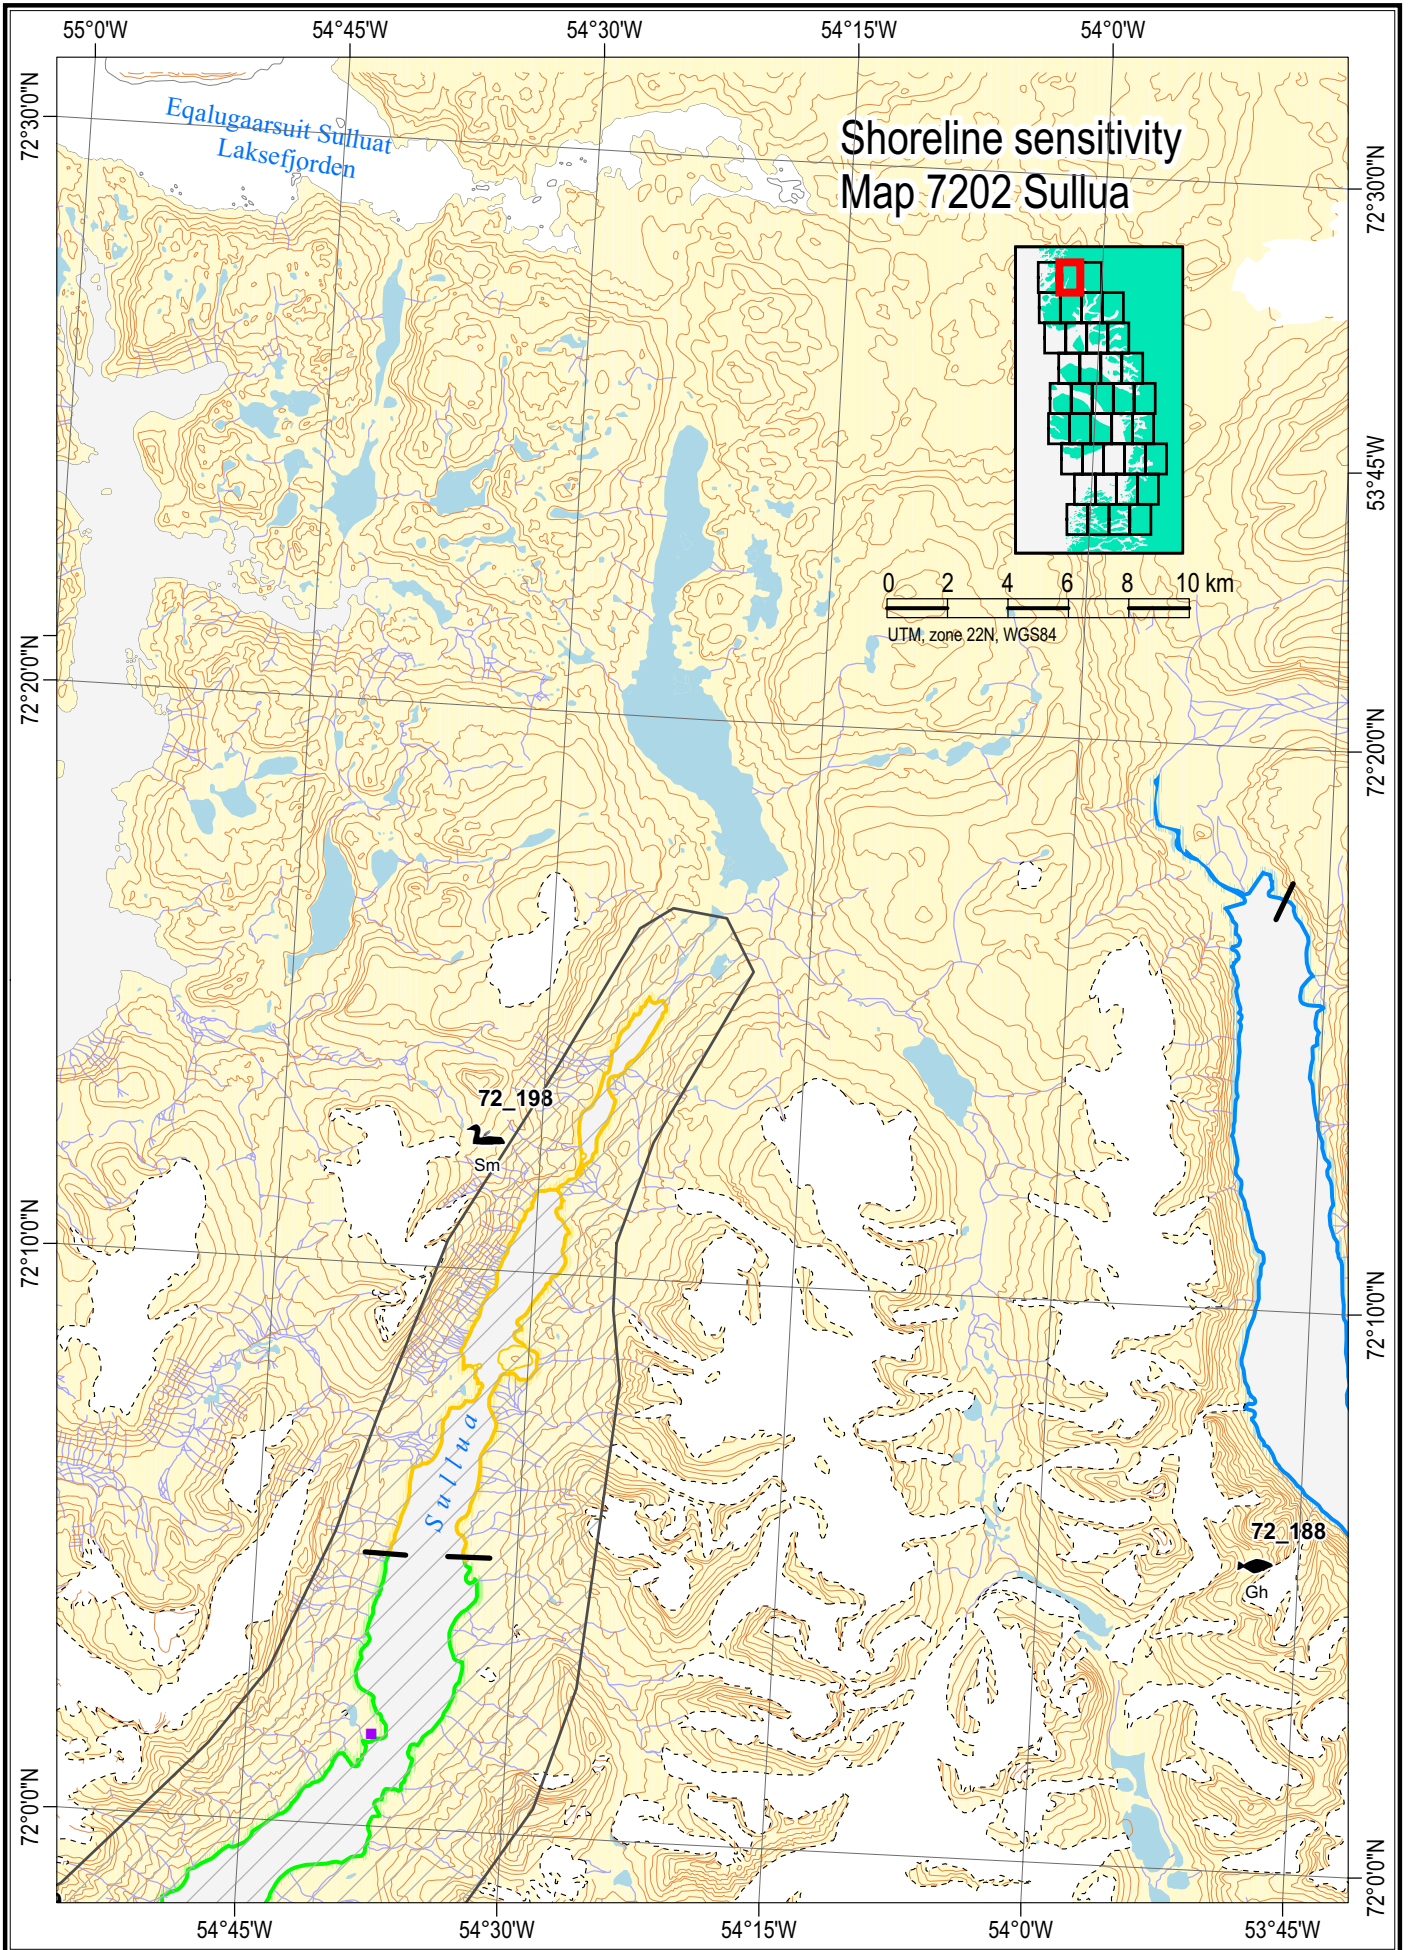 55°0'W
54°45'W
54°30'W
54°15'W
54°0'W
72°30'0"N
Eqalugaarsuit Sulluat
Laksefjorden
Shoreline sensitivity
Map 7202 Sullua
72°30'0"N
53°45'W
0 2 4 6 8 10 km
UTM, zone 22N, WGS84
72°20'0"N
72°20'0"N
72_198
Sm
72°10'0"N
72°10'0"N
Sullua
72_188
Gh
72°0'0"N
72°0'0"N
54°45'W
54°30'W
54°15'W
54°0'W
53°45'W